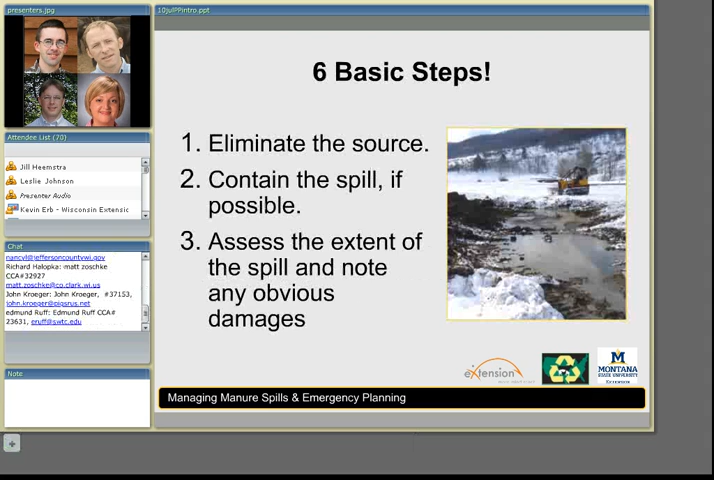 presenters.jpg
10julPPintro.ppt
Attendee List (70)
Jill Heemstra
Leslie Johnson
Presenter Audio
Kevin Erb - Wisconsin Extensic
Chat
nancyl@jeffersoncountywi.gov
Richard Halopka: matt zoschke
CCA#32927
matt.zoschke@co.clark.wi.us
John Kroeger: John Kroeger, #37153,
john.kroeger@pipsrus.net
edmund Ruff: Edmund Ruff CCA#
23631, eruff@swtc.edu
Note
6 Basic Steps!
1. Eliminate the source.
2. Contain the spill, if
possible.
3. Assess the extent of
the spill and note
any obvious
damages
eXtension
M
MONTANA
STATE UNIVERSITY
Managing Manure Spills & Emergency Planning